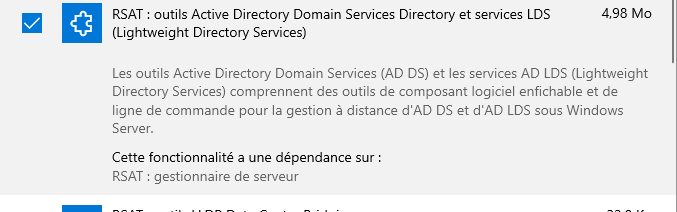 RSAT : outils Active Directory Domain Services Directory et services LDS
4,98 Mo
(Lightweight Directory Services)
Les outils Active Directory Domain Services (AD DS) et les services AD LDS (Lightweight
Directory Services) comprennent des outils de composant logiciel enfichable et de
ligne de commande pour la gestion à distance d'AD DS et d'AD LDS sous Windows
Server.
Cette fonctionnalité a une dépendance sur :
RSAT : gestionnaire de serveur